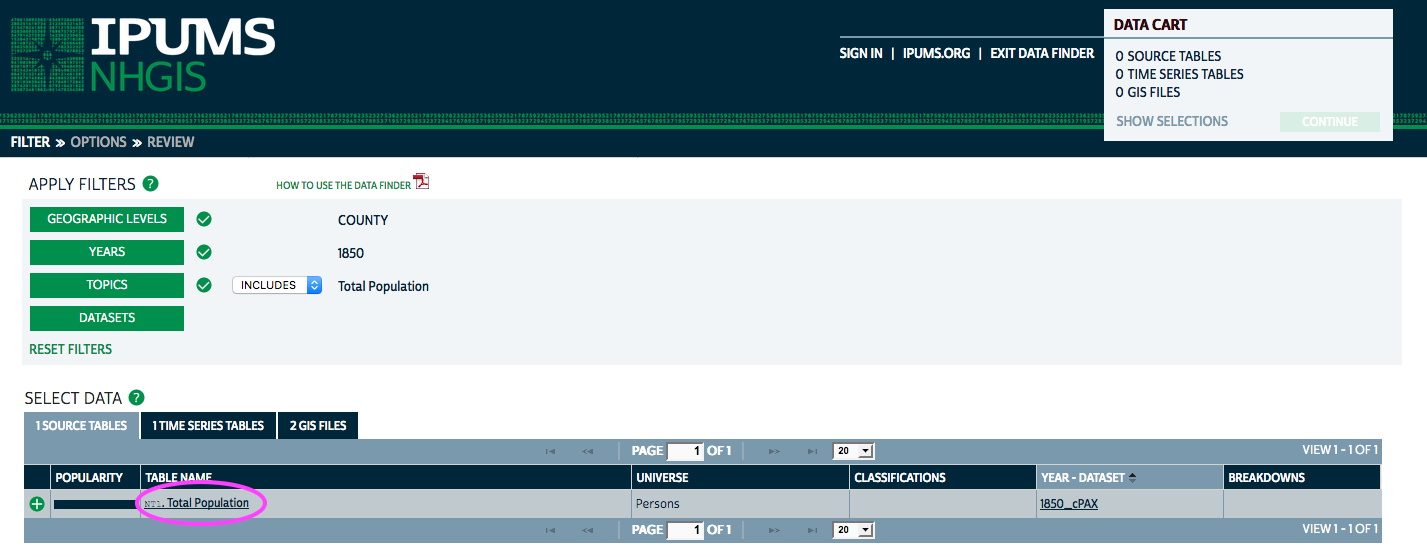 IPUMS
NHGIS
SIGN IN | IPUMS.ORG | EXIT DATA FINDER
DATA CART
0 SOURCE TABLES
0 TIME SERIES TABLES
0 GIS FILES
SHOW SELECTIONS
CONTINUE
FILTER » OPTIONS » REVIEW
APPLY FILTERS ?
HOW TO USE THE DATA FINDER
GEOGRAPHIC LEVELS COUNTY
YEARS 1850
TOPICS INCLUDES Total Population
DATASETS
RESET FILTERS
SELECT DATA ?
1 SOURCE TABLES 1 TIME SERIES TABLES 2 GIS FILES
PAGE 1 OF 1 20 VIEW 1 - 1 OF 1
POPULARITY TABLE NAME UNIVERSE CLASSIFICATIONS YEAR - DATASET BREAKDOWNS
NT1. Total Population Persons 1850_cPAX
PAGE 1 OF 1 20 VIEW 1 - 1 OF 1